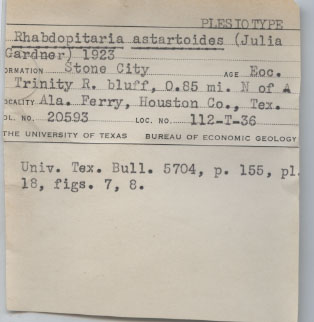 PLESIOTYPE
Rhabdopitaria astartoides (Julia
Gardner) 1923
ORMATION Stone City AGE Eoc.
Trinity R. bluff, 0.85 mi. N of A
OCALITY Ala. Ferry, Houston Co., Tex.
OL. NO. 20593 LOC. NO. 112-T-36
THE UNIVERSITY OF TEXAS BUREAU OF ECONOMIC GEOLOGY
Univ. Tex. Bull. 5704, p. 155, pl.
18, figs. 7, 8.